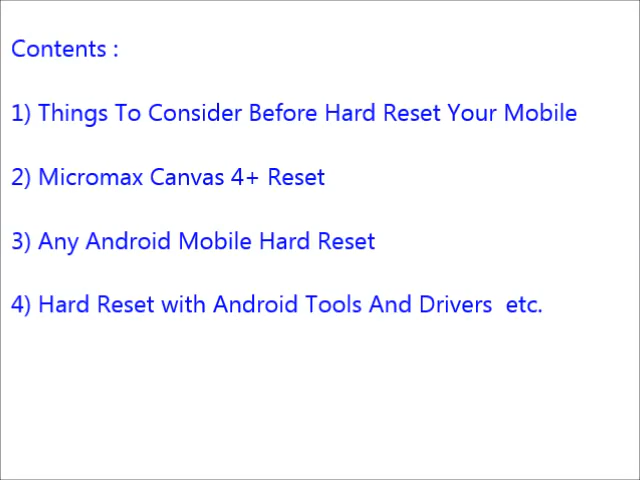 Contents :
1) Things To Consider Before Hard Reset Your Mobile
2) Micromax Canvas 4+ Reset
3) Any Android Mobile Hard Reset
4) Hard Reset with Android Tools And Drivers  etc.